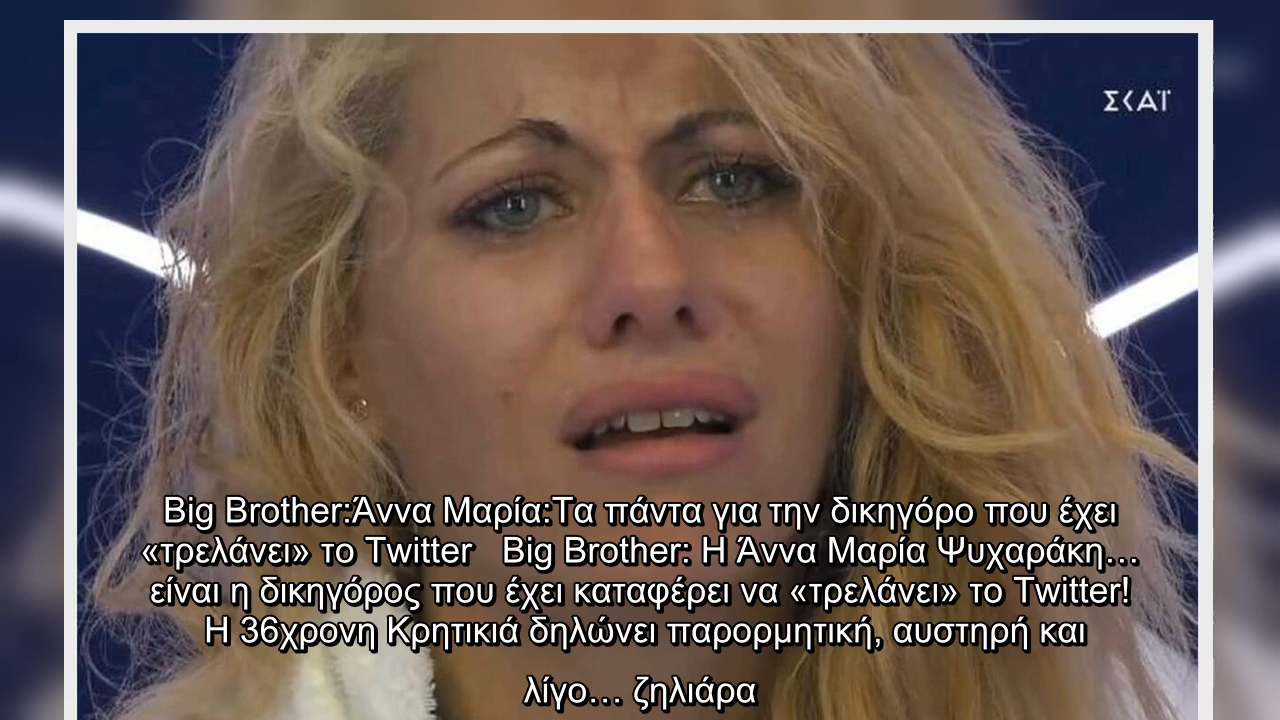 ΣΚΑΪ
Big Brother:Άννα Μαρία:Τα πάντα για την δικηγόρο που έχει
«τρελάνει» το Twitter   Big Brother: Η Άννα Μαρία Ψυχαράκη…
είναι η δικηγόρος που έχει καταφέρει να «τρελάνει» το Twitter!
Η 36χρονη Κρητικιά δηλώνει παρορμητική, αυστηρή και
λίγο… ζηλιάρα